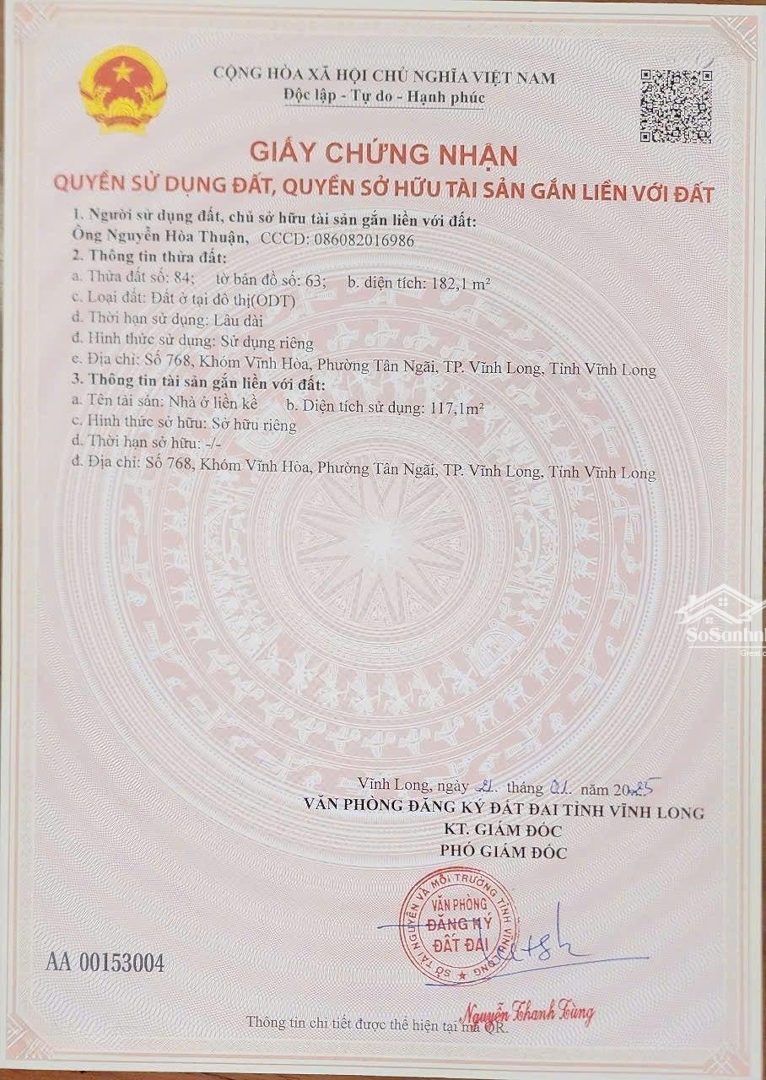 CỘNG HÒA XÃ HỘI CHỦ NGHĨA VIỆT NAM
Độc lập - Tự do - Hạnh phúc
GIẤY CHỨNG NHẬN
QUYỀN SỬ DỤNG ĐẤT, QUYỀN SỞ HỮU TÀI SẢN GẮN LIỀN VỚI ĐẤT
1. Người sử dụng đất, chủ sở hữu tài sản gắn liền với đất:
Ông Nguyễn Hòa Thuận, CCCD: 086082016986
2. Thông tin thửa đất:
a. Thửa đất số: 84; tờ bản đồ số: 63; b. diện tích: 182,1 m²
c. Loại đất: Đất ở tại đô thị(ODT)
d. Thời hạn sử dụng: Lâu dài
đ. Hình thức sử dụng: Sử dụng riêng
e. Địa chỉ: Số 768, Khóm Vĩnh Hòa, Phường Tân Ngãi, TP. Vĩnh Long, Tỉnh Vĩnh Long
3. Thông tin tài sản gắn liền với đất:
a. Tên tài sản: Nhà ở liền kề b. Diện tích sử dụng: 117,1m²
c. Hình thức sở hữu: Sở hữu riêng
d. Thời hạn sở hữu: -/-
đ. Địa chỉ: Số 768, Khóm Vĩnh Hòa, Phường Tân Ngãi, TP. Vĩnh Long, Tỉnh Vĩnh Long
SoSanhNh
Vĩnh Long, ngày 21 tháng 01 năm 2025
VĂN PHÒNG ĐĂNG KÝ ĐẤT ĐAI TỈNH VĨNH LONG
KT. GIÁM ĐỐC
PHÓ GIÁM ĐỐC
SỞ TÀI NGUYÊN VÀ MÔI TRƯỜNG TỈNH VĨNH LONG
VĂN PHÒNG
ĐĂNG KÝ
ĐẤT ĐAI
AA 00153004
Nguyễn Thanh Tùng
Thông tin chi tiết được thể hiện tại mã QR.